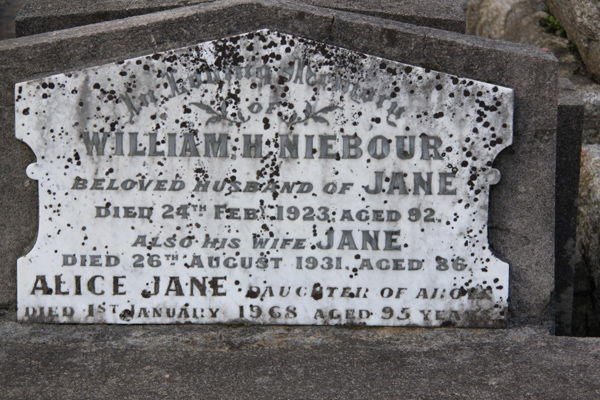 In Loving Memory
OF
WILLIAM H. NIEBOUR
BELOVED HUSBAND OF JANE
DIED 24TH FEB. 1923. AGED 92.
ALSO HIS WIFE JANE.
DIED 26TH AUGUST 1931. AGED 86.
ALICE JANE DAUGHTER OF ABOVE
DIED 1ST JANUARY 1968 AGED 95 YEARS